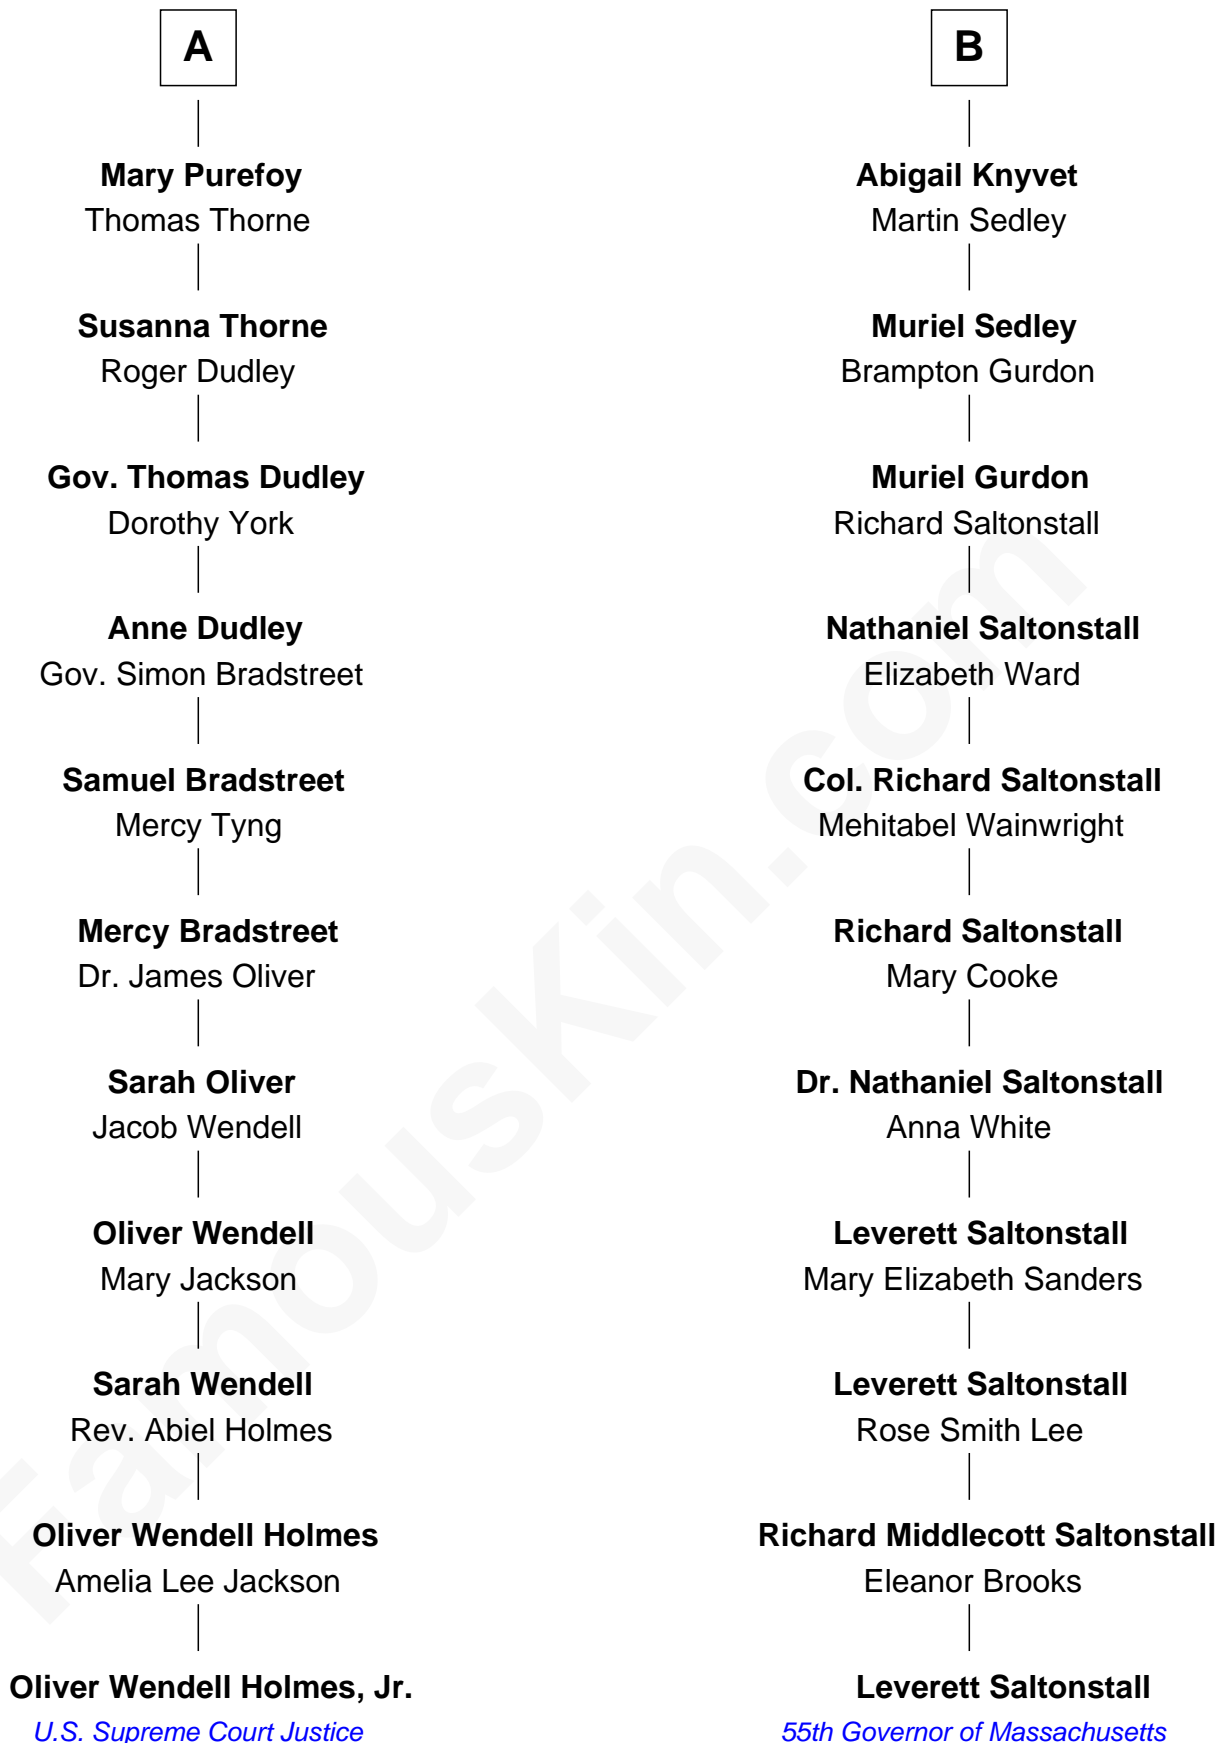 A
Mary Purefoy
Thomas Thorne
Susanna Thorne
Roger Dudley
Gov. Thomas Dudley
Dorothy York
Anne Dudley
Gov. Simon Bradstreet
Samuel Bradstreet
Mercy Tyng
Mercy Bradstreet
Dr. James Oliver
Sarah Oliver
Jacob Wendell
Oliver Wendell
Mary Jackson
Sarah Wendell
Rev. Abiel Holmes
Oliver Wendell Holmes
Amelia Lee Jackson
Oliver Wendell Holmes, Jr.
U.S. Supreme Court Justice
B
Abigail Knyvet
Martin Sedley
Muriel Sedley
Brampton Gurdon
Muriel Gurdon
Richard Saltonstall
Nathaniel Saltonstall
Elizabeth Ward
Col. Richard Saltonstall
Mehitabel Wainwright
Richard Saltonstall
Mary Cooke
Dr. Nathaniel Saltonstall
Anna White
Leverett Saltonstall
Mary Elizabeth Sanders
Leverett Saltonstall
Rose Smith Lee
Richard Middlecott Saltonstall
Eleanor Brooks
Leverett Saltonstall
55th Governor of Massachusetts
FamousKin.com